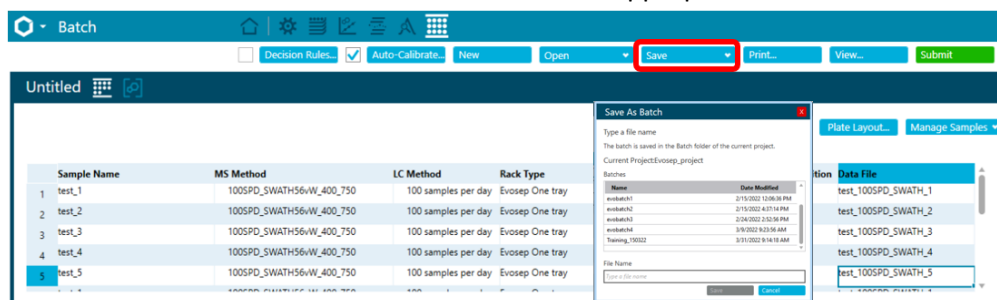 Batch
Decision Rules... Auto-Calibrate... New Open Save Print... View... Submit
Untitled
Save As Batch
Type a file name
The batch is saved in the Batch folder of the current project.
Current ProjectEvosep_project
Batches
Name Date Modified
evobatch1 2/15/2022 12:06:36 PM
evobatch2 2/15/2022 4:37:14 PM
evobatch3 2/24/2022 2:52:56 PM
evobatch4 3/9/2022 9:23:56 AM
Training_150322 3/31/2022 9:14:18 AM
File Name
Type a file name
Save Cancel
Plate Layout... Manage Samples
Sample Name MS Method LC Method Rack Type ition Data File
1 test_1 100SPD_SWATH56vW_400_750 100 samples per day Evosep One tray test_100SPD_SWATH_1
2 test_2 100SPD_SWATH56vW_400_750 100 samples per day Evosep One tray test_100SPD_SWATH_2
3 test_3 100SPD_SWATH56vW_400_750 100 samples per day Evosep One tray test_100SPD_SWATH_3
4 test_4 100SPD_SWATH56vW_400_750 100 samples per day Evosep One tray test_100SPD_SWATH_4
5 test_5 100SPD_SWATH56vW_400_750 100 samples per day Evosep One tray test_100SPD_SWATH_5